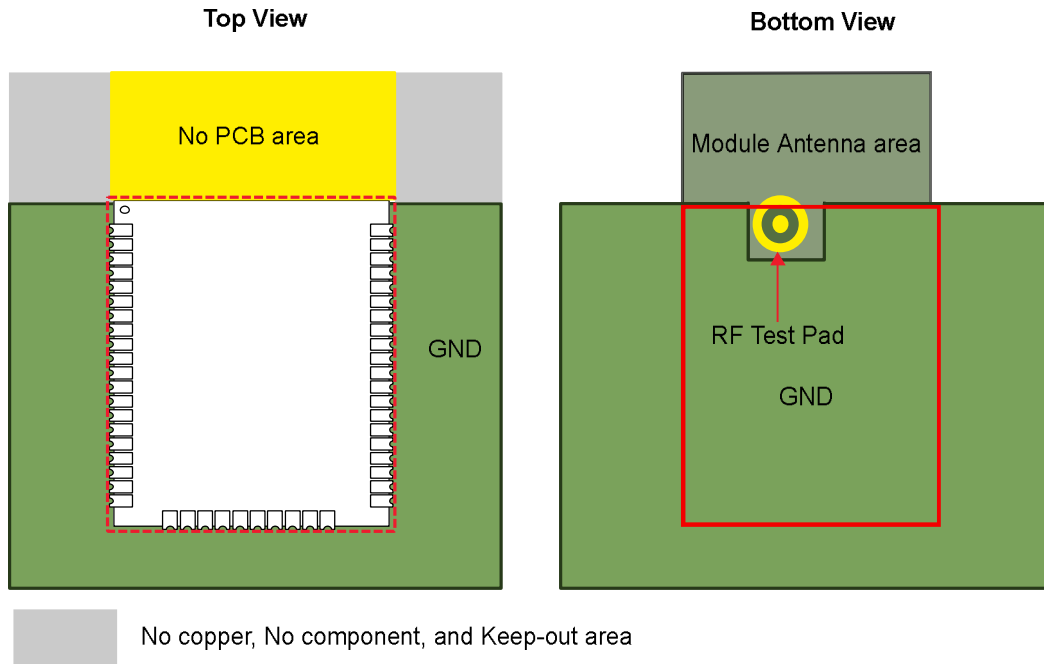 Top View
Bottom View
No PCB area
Module Antenna area
GND
RF Test Pad
GND
No copper, No component, and Keep-out area